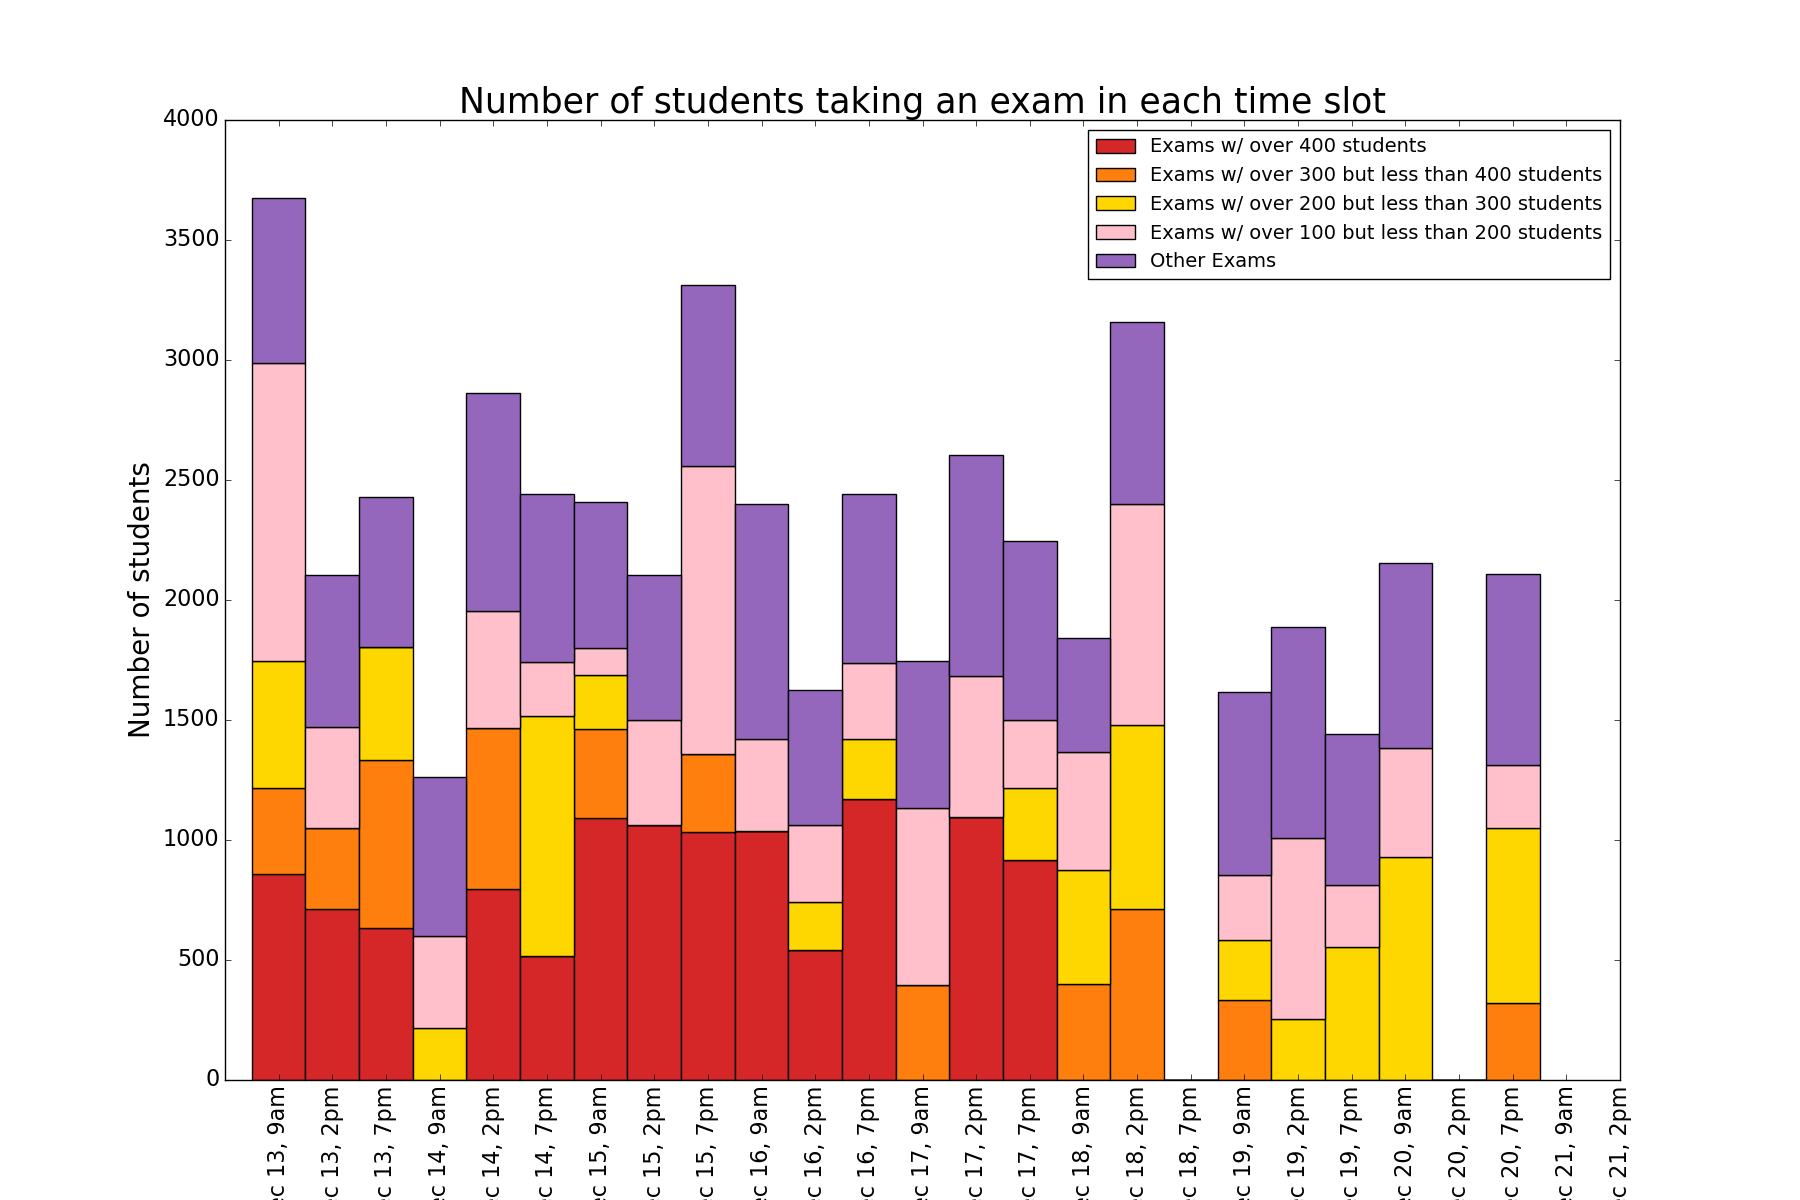 Number of students taking an exam in each time slot
Exams w/ over 400 students
Exams w/ over 300 but less than 400 students
Exams w/ over 200 but less than 300 students
Exams w/ over 100 but less than 200 students
Other Exams
Number of students
4000
3500
3000
2500
2000
1500
1000
500
0
13, 9am
13, 2pm
13, 7pm
14, 9am
14, 2pm
14, 7pm
15, 9am
15, 2pm
15, 7pm
16, 9am
16, 2pm
16, 7pm
17, 9am
17, 2pm
17, 7pm
18, 9am
18, 2pm
18, 7pm
19, 9am
19, 2pm
19, 7pm
20, 9am
20, 2pm
20, 7pm
21, 9am
21, 2pm